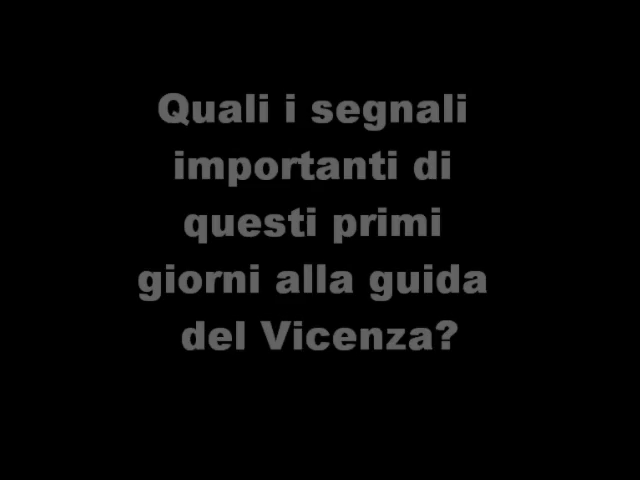 Quali i segnali
importanti di
questi primi
giorni alla guida
del Vicenza?